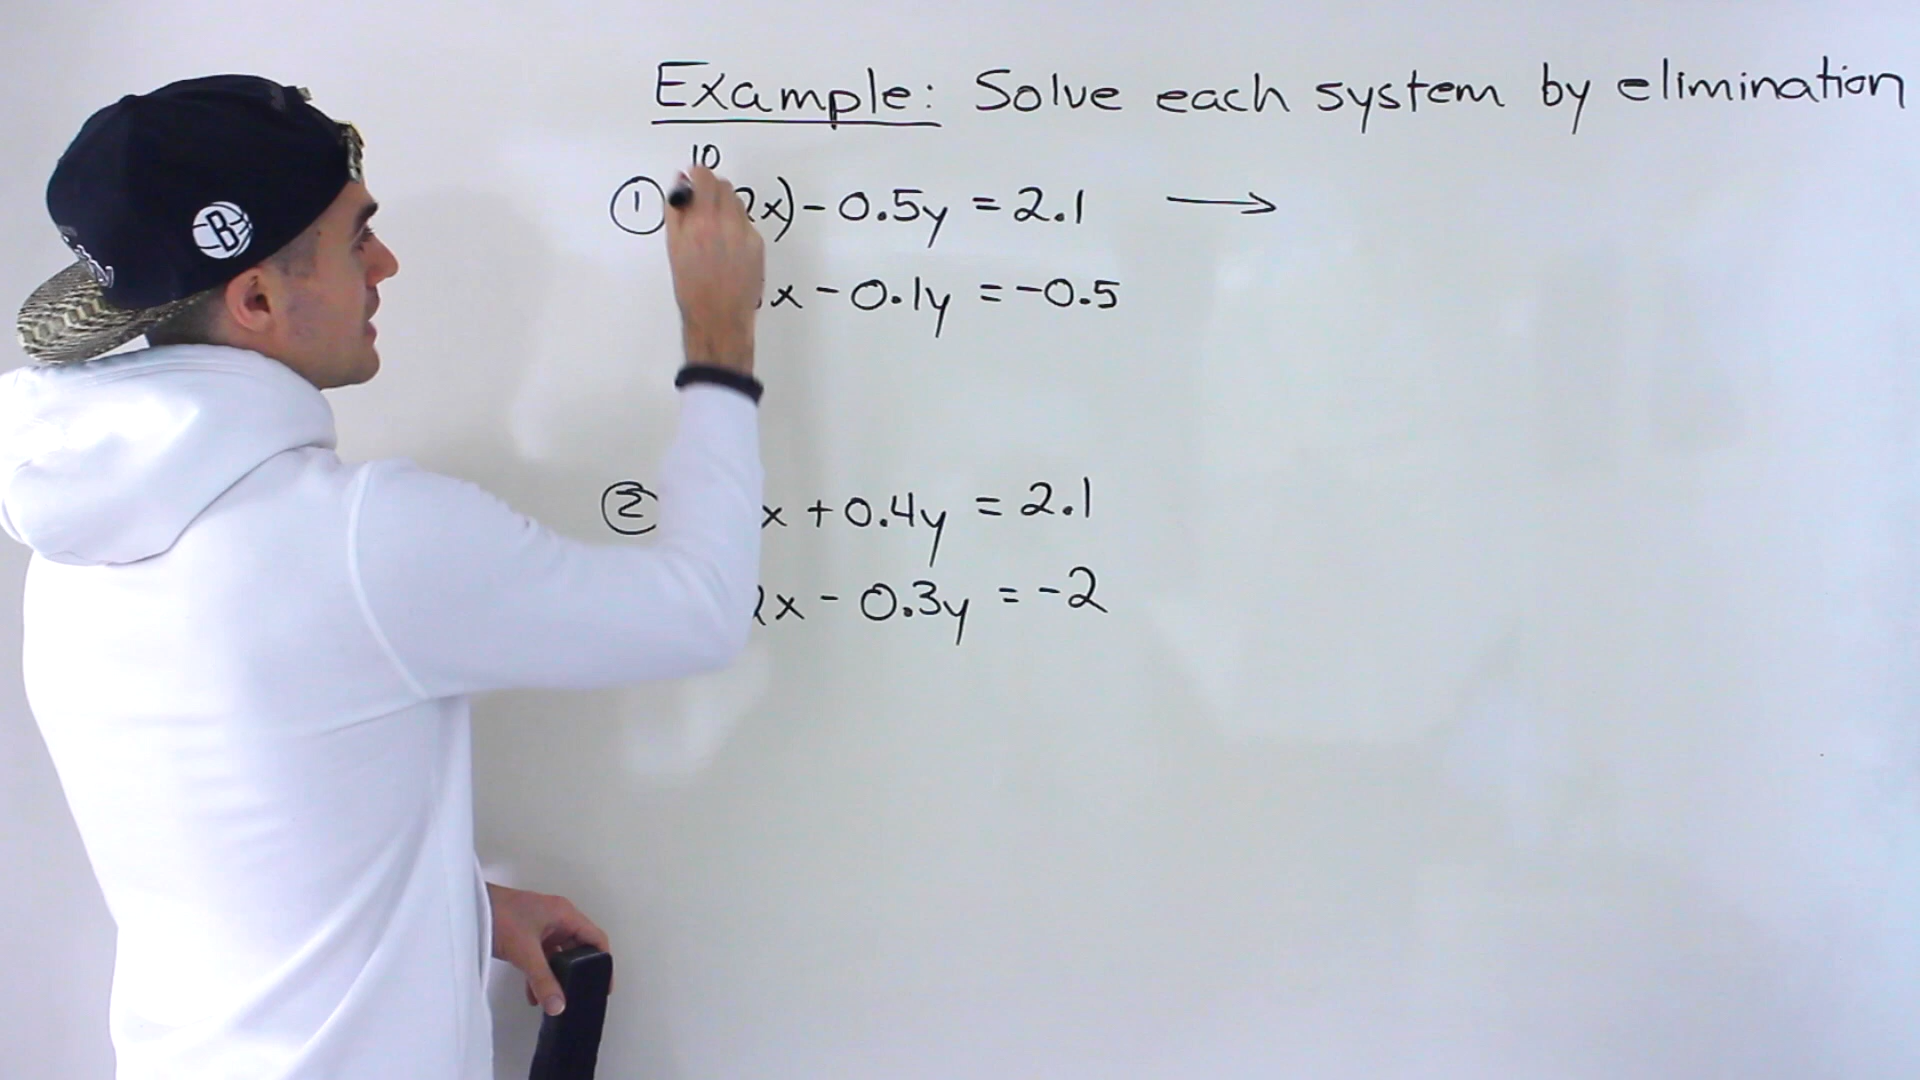 Example: Solve each system by elimination
10
① 2x) - 0.5y = 2.1 →
x - 0.1y = -0.5
② x + 0.4y = 2.1
2x - 0.3y = -2
B